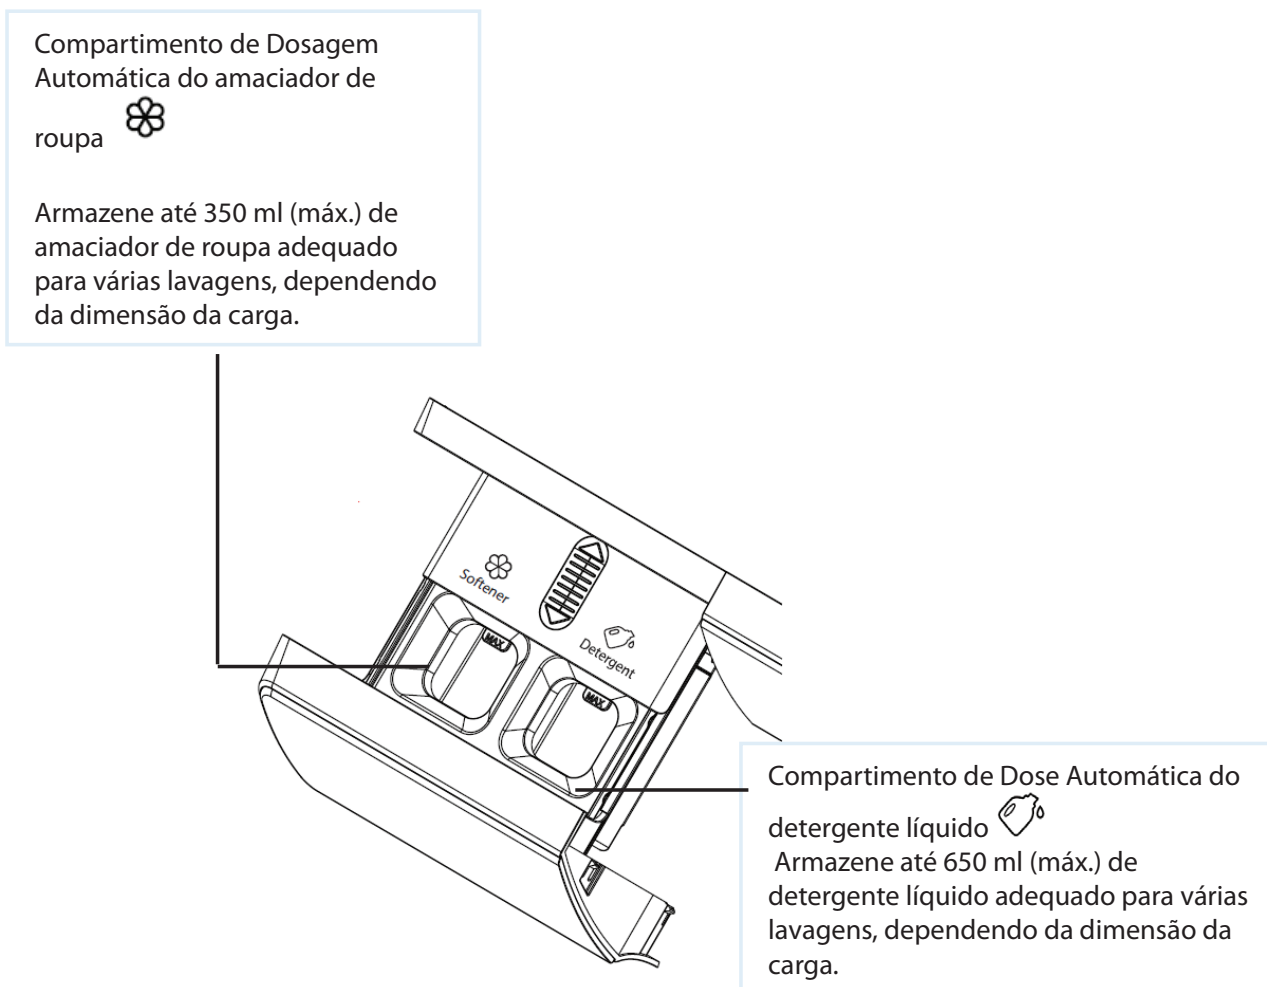 Compartimento de Dosagem
Automática do amaciador de
roupa
Armazene até 350 ml (máx.) de
amaciador de roupa adequado
para várias lavagens, dependendo
da dimensão da carga.
Softener
Detergent
MAX
MAX
Compartimento de Dose Automática do
detergente líquido
Armazene até 650 ml (máx.) de
detergente líquido adequado para várias
lavagens, dependendo da dimensão da
carga.